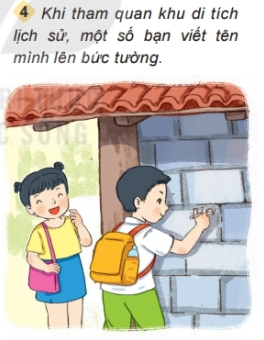 4 Khi tham quan khu di tích
lịch sử, một số bạn viết tên
mình lên bức tường.